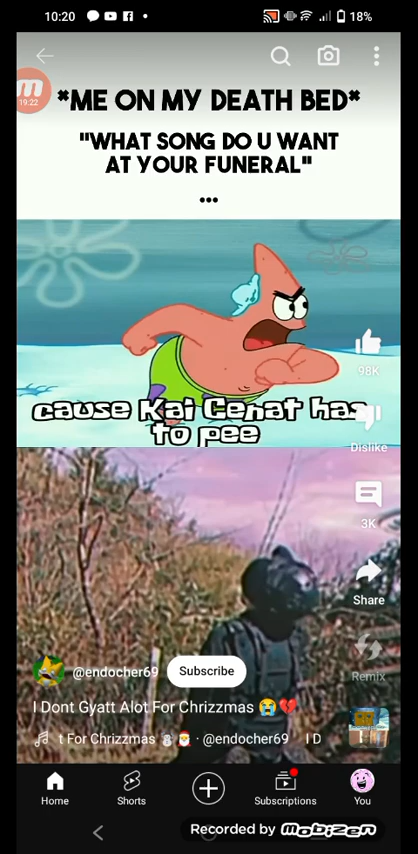 10:20
18%
m
19:22
*ME ON MY DEATH BED*
"WHAT SONG DO U WANT
AT YOUR FUNERAL"
...
98K
cause Kai Cenat has
to pee
Dislike
3K
Share
@endocher69
Subscribe
Remix
I Dont Gyatt Alot For Chrizzmas 😭💔
t For Chrizzmas ⛄🎅 · @endocher69 I D
Home
Shorts
Subscriptions
You
Recorded by mobizen